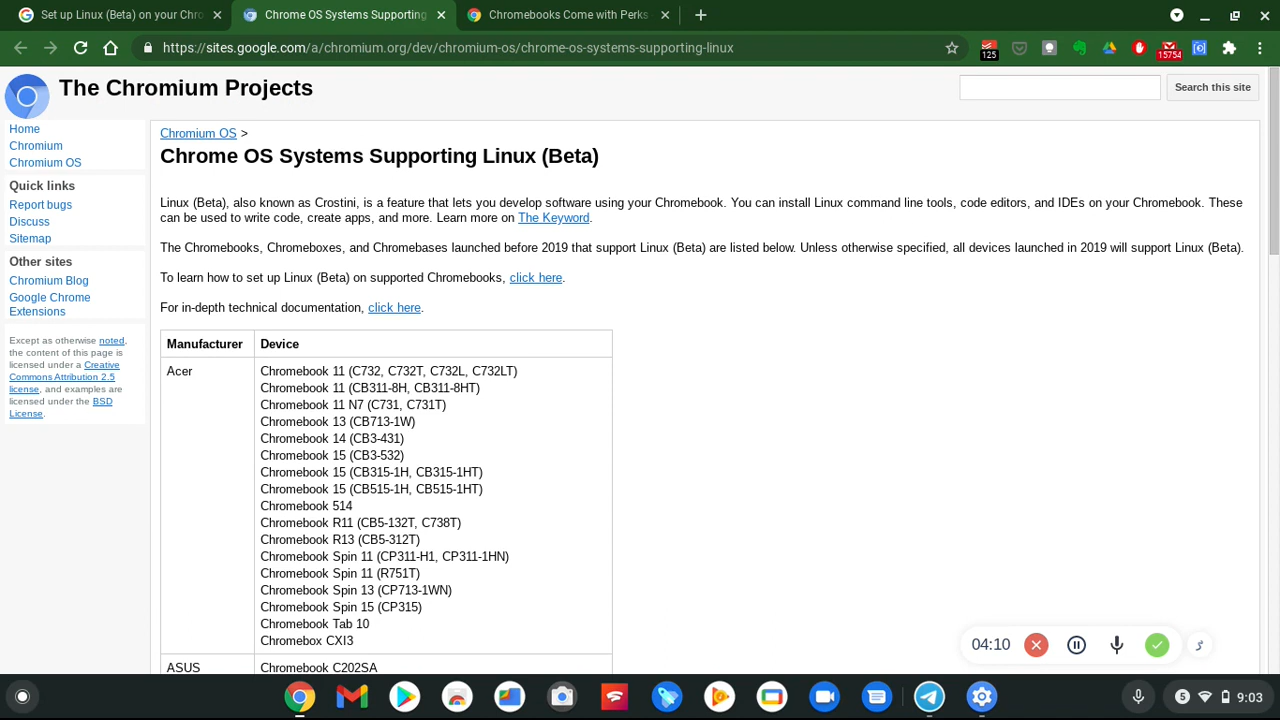 Set up Linux (Beta) on your Chro
Chrome OS Systems Supporting
Chromebooks Come with Perks
https://sites.google.com/a/chromium.org/dev/chromium-os/chrome-os-systems-supporting-linux
125
15754
The Chromium Projects
Search this site
Home
Chromium
Chromium OS
Quick links
Report bugs
Discuss
Sitemap
Other sites
Chromium Blog
Google Chrome
Extensions
Except as otherwise noted,
the content of this page is
licensed under a Creative
Commons Attribution 2.5
license, and examples are
licensed under the BSD
License.
Chromium OS >
Chrome OS Systems Supporting Linux (Beta)
Linux (Beta), also known as Crostini, is a feature that lets you develop software using your Chromebook. You can install Linux command line tools, code editors, and IDEs on your Chromebook. These
can be used to write code, create apps, and more. Learn more on The Keyword.
The Chromebooks, Chromeboxes, and Chromebases launched before 2019 that support Linux (Beta) are listed below. Unless otherwise specified, all devices launched in 2019 will support Linux (Beta).
To learn how to set up Linux (Beta) on supported Chromebooks, click here.
For in-depth technical documentation, click here.
Manufacturer Device
Acer Chromebook 11 (C732, C732T, C732L, C732LT)
Chromebook 11 (CB311-8H, CB311-8HT)
Chromebook 11 N7 (C731, C731T)
Chromebook 13 (CB713-1W)
Chromebook 14 (CB3-431)
Chromebook 15 (CB3-532)
Chromebook 15 (CB315-1H, CB315-1HT)
Chromebook 15 (CB515-1H, CB515-1HT)
Chromebook 514
Chromebook R11 (CB5-132T, C738T)
Chromebook R13 (CB5-312T)
Chromebook Spin 11 (CP311-H1, CP311-1HN)
Chromebook Spin 11 (R751T)
Chromebook Spin 13 (CP713-1WN)
Chromebook Spin 15 (CP315)
Chromebook Tab 10
Chromebox CXI3
ASUS Chromebook C202SA
04:10
5
9:03